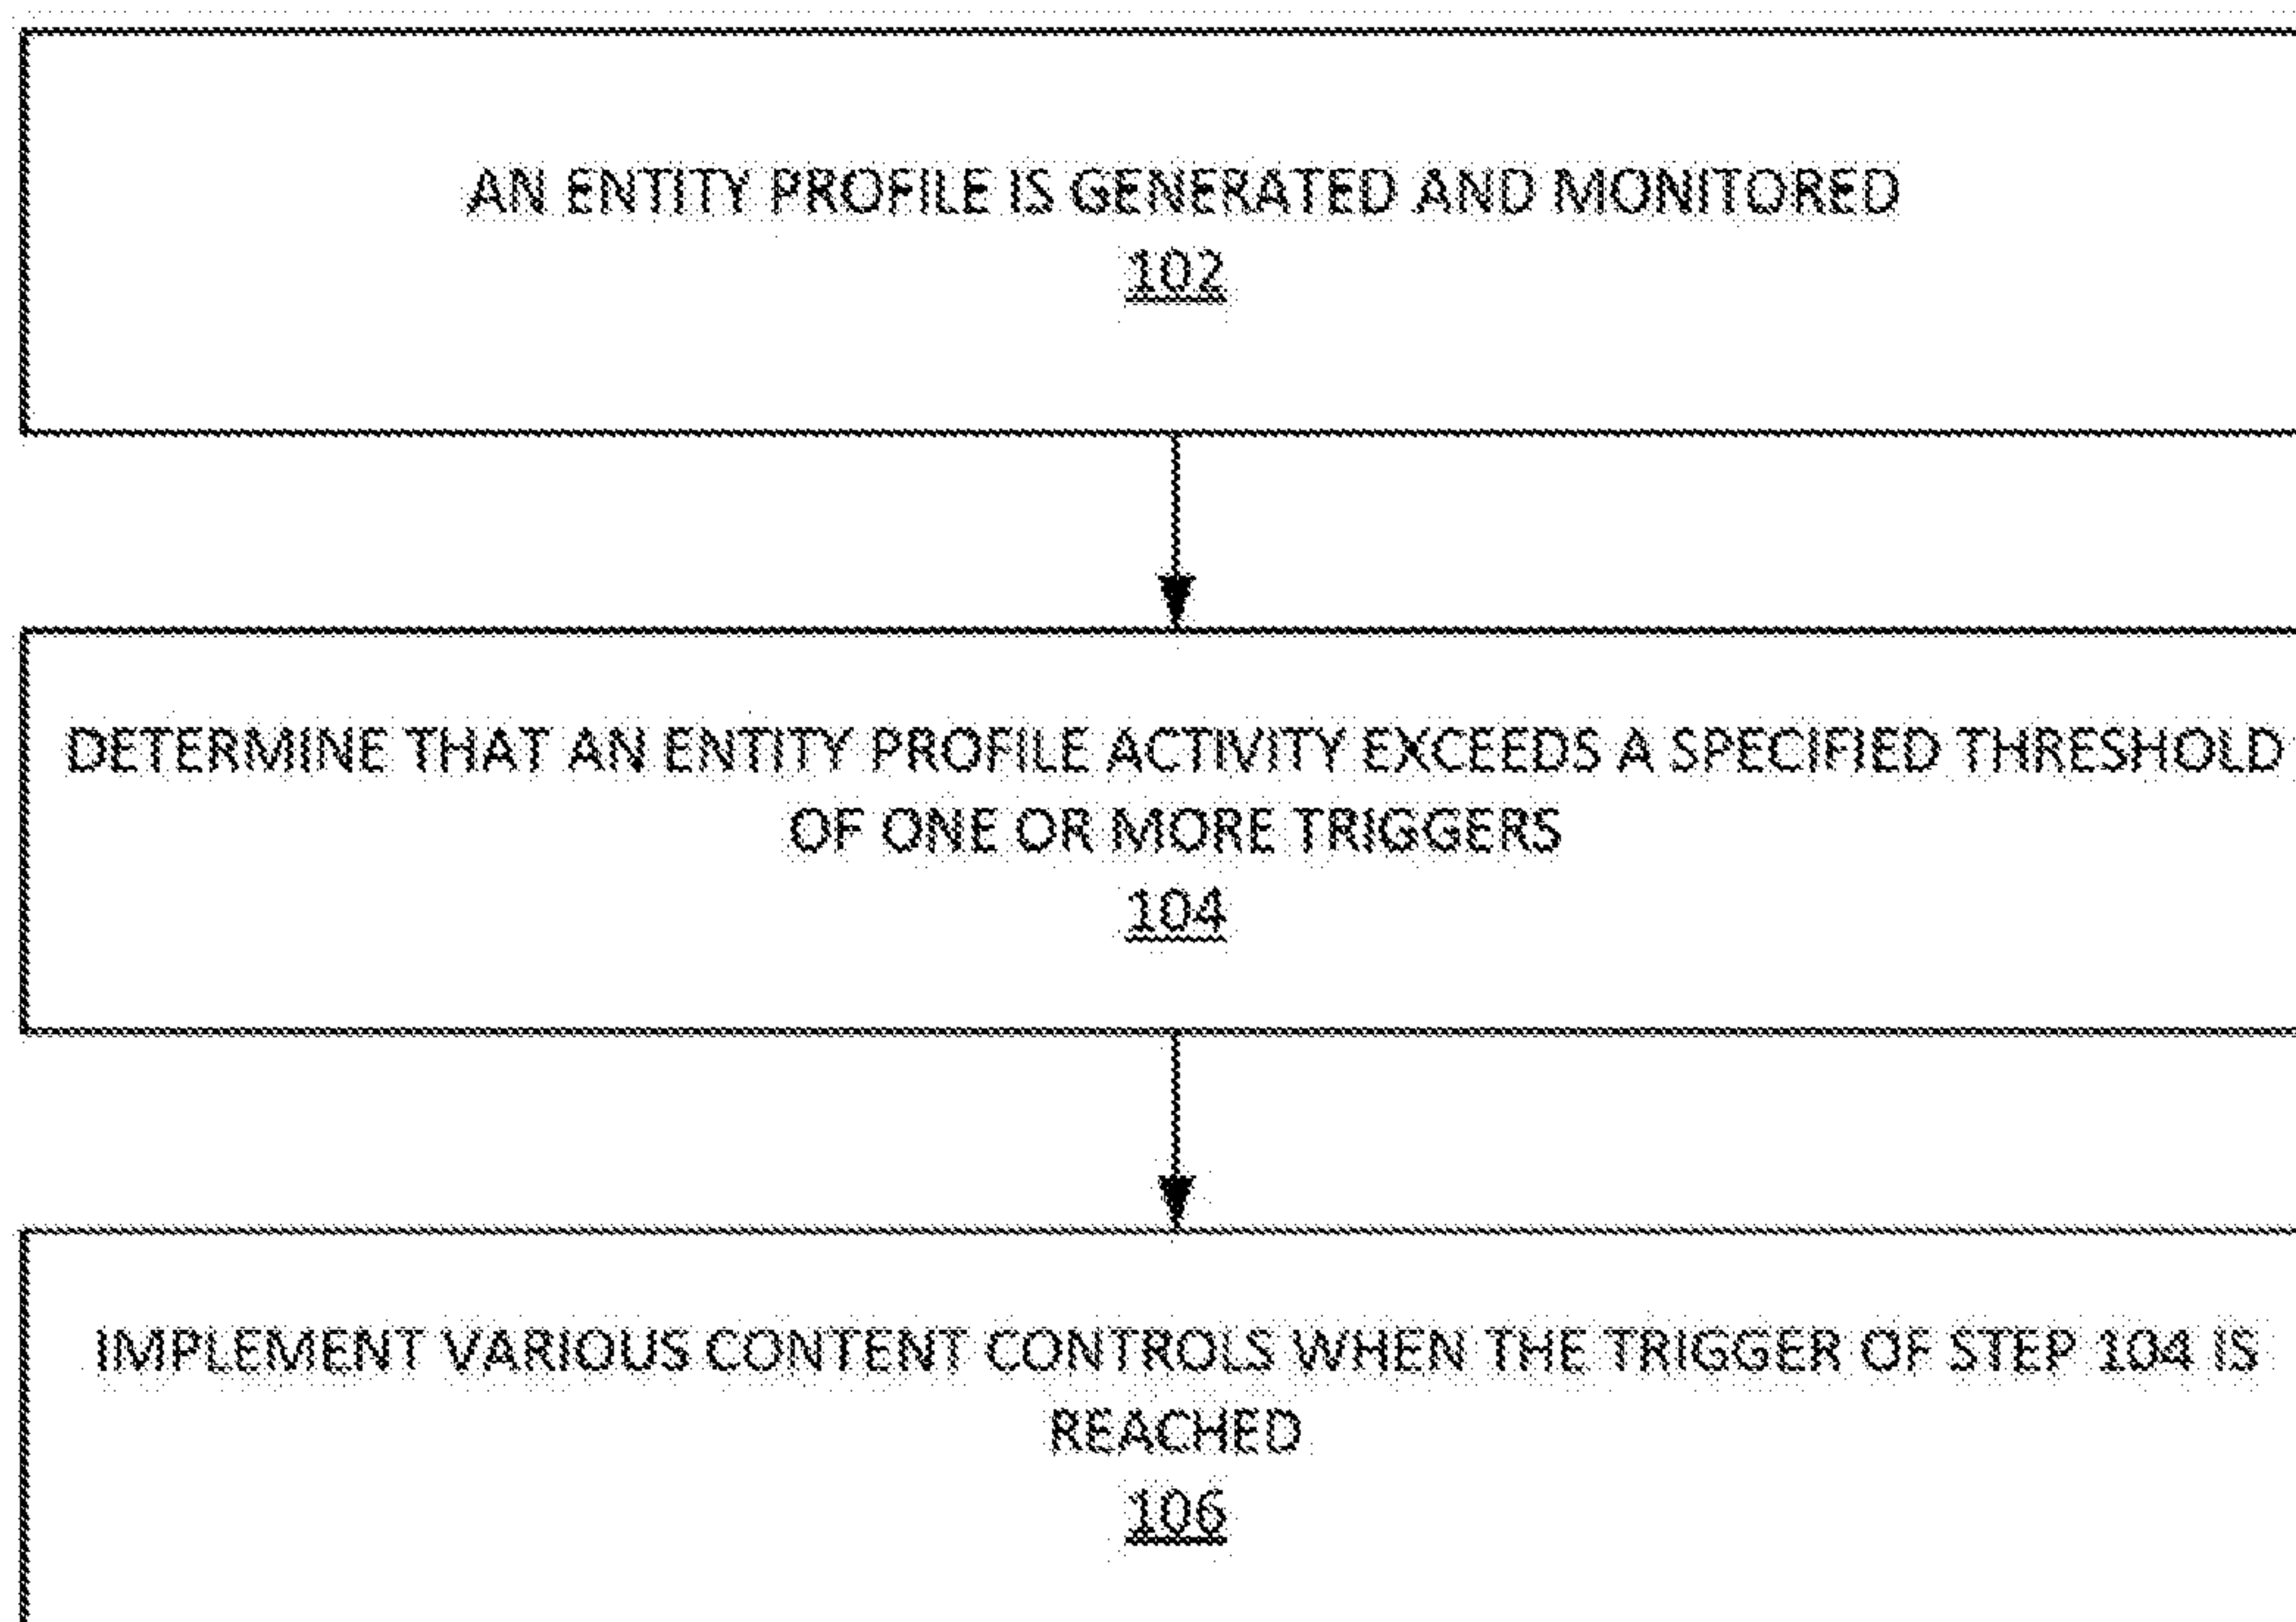 AN ENTITY PROFILE IS GENERATED AND MONITORED
102
DETERMINE THAT AN ENTITY PROFILE ACTIVITY EXCEEDS A SPECIFIED THRESHOLD
OF ONE OR MORE TRIGGERS
104
IMPLEMENT VARIOUS CONTENT CONTROLS WHEN THE TRIGGER OF STEP 104 IS
REACHED
106